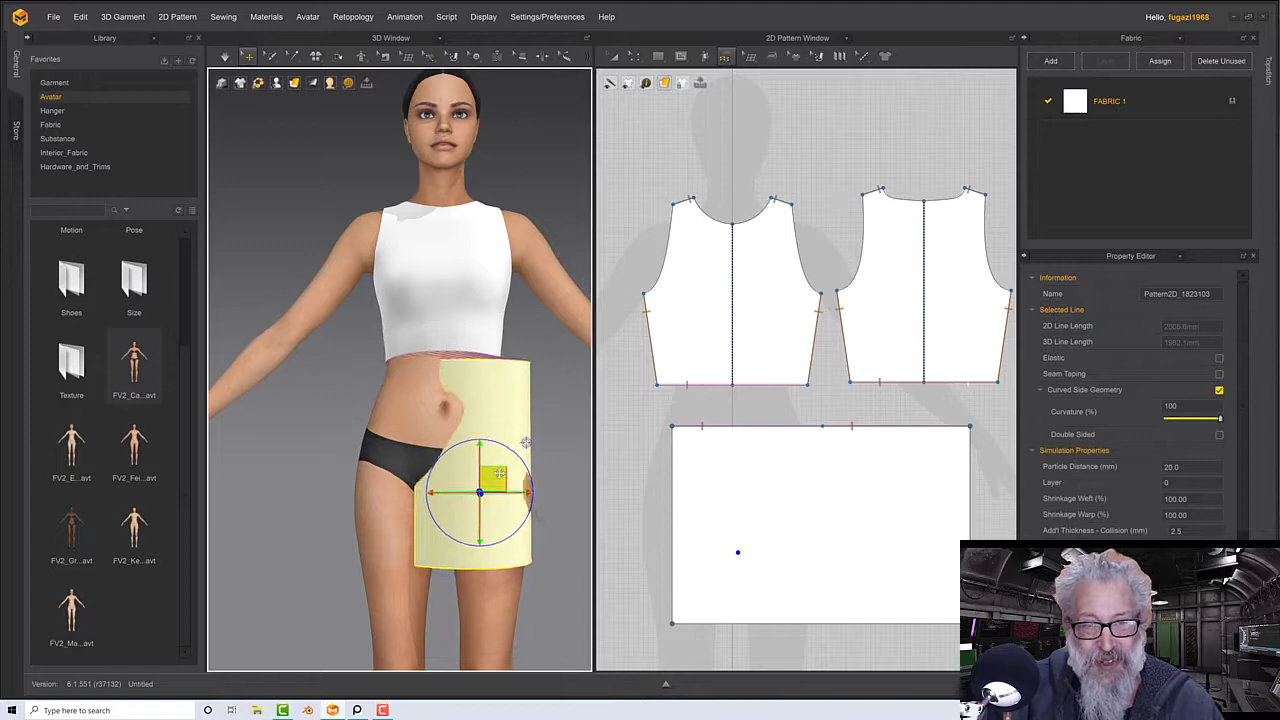 File Edit 3D Garment 2D Pattern Sewing Materials Avatar Retopology Animation Script Display Settings/Preferences Help
Hello, fugazi1968
Library
3D Window
2D Pattern Window
Fabric
General
Store
Topstitch
Favorites
Garment
Avatar
Hanger
Fabric
Substance
Interior_Fabric
Hardware_and_Trims
Add
Assign
Delete Unused
FABRIC 1
Motion
Pose
Shoes
Size
Texture
FV2_Ca...avt
FV2_E...avt
FV2_Fei...avt
FV2_Gr...avt
FV2_Ke...avt
FV2_Ma...avt
Property Editor
Information
Name Pattern2D_1823103
Selected Line
2D Line Length
3D Line Length
Elastic
Seam Taping
Curved Side Geometry
Curvature (%) 100
Double Sided
Simulation Properties
Particle Distance (mm) 20.0
Layer 0
Shrinkage Weft (%) 100.00
Shrinkage Warp (%) 100.00
Add'l Thickness - Collision (mm) 2.5
Version: 6.1.551 (r37132) Untitled
Type here to search